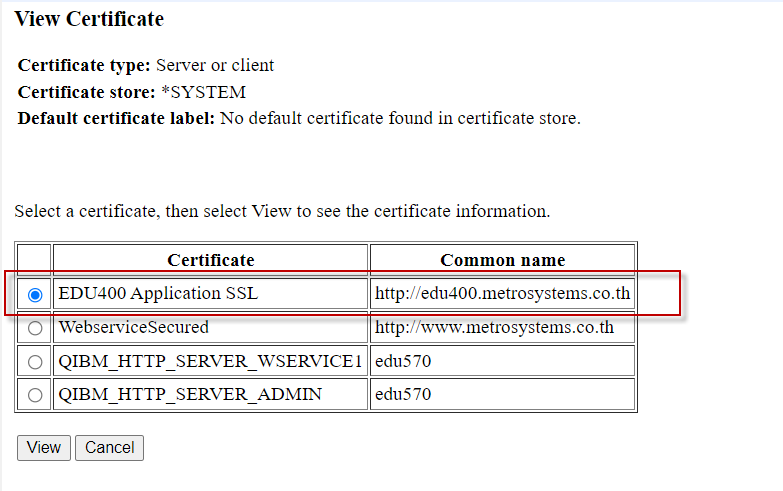 View Certificate
Certificate type: Server or client
Certificate store: *SYSTEM
Default certificate label: No default certificate found in certificate store.
Select a certificate, then select View to see the certificate information.
Certificate Common name
EDU400 Application SSL http://edu400.metrosystems.co.th
WebserviceSecured http://www.metrosystems.co.th
QIBM_HTTP_SERVER_WSERVICE1 edu570
QIBM_HTTP_SERVER_ADMIN edu570
View Cancel